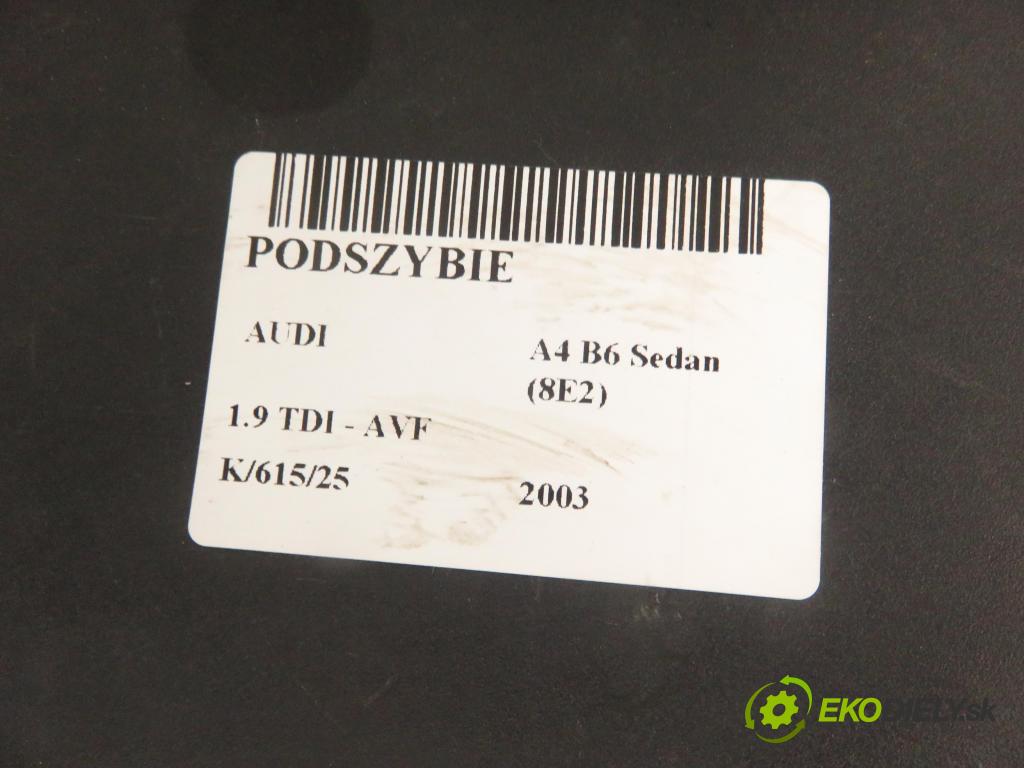 PODSZYBIE
AUDI
A4 B6 Sedan
(8E2)
1.9 TDI - AVF
K/615/25
2003
EKODIELY.sk